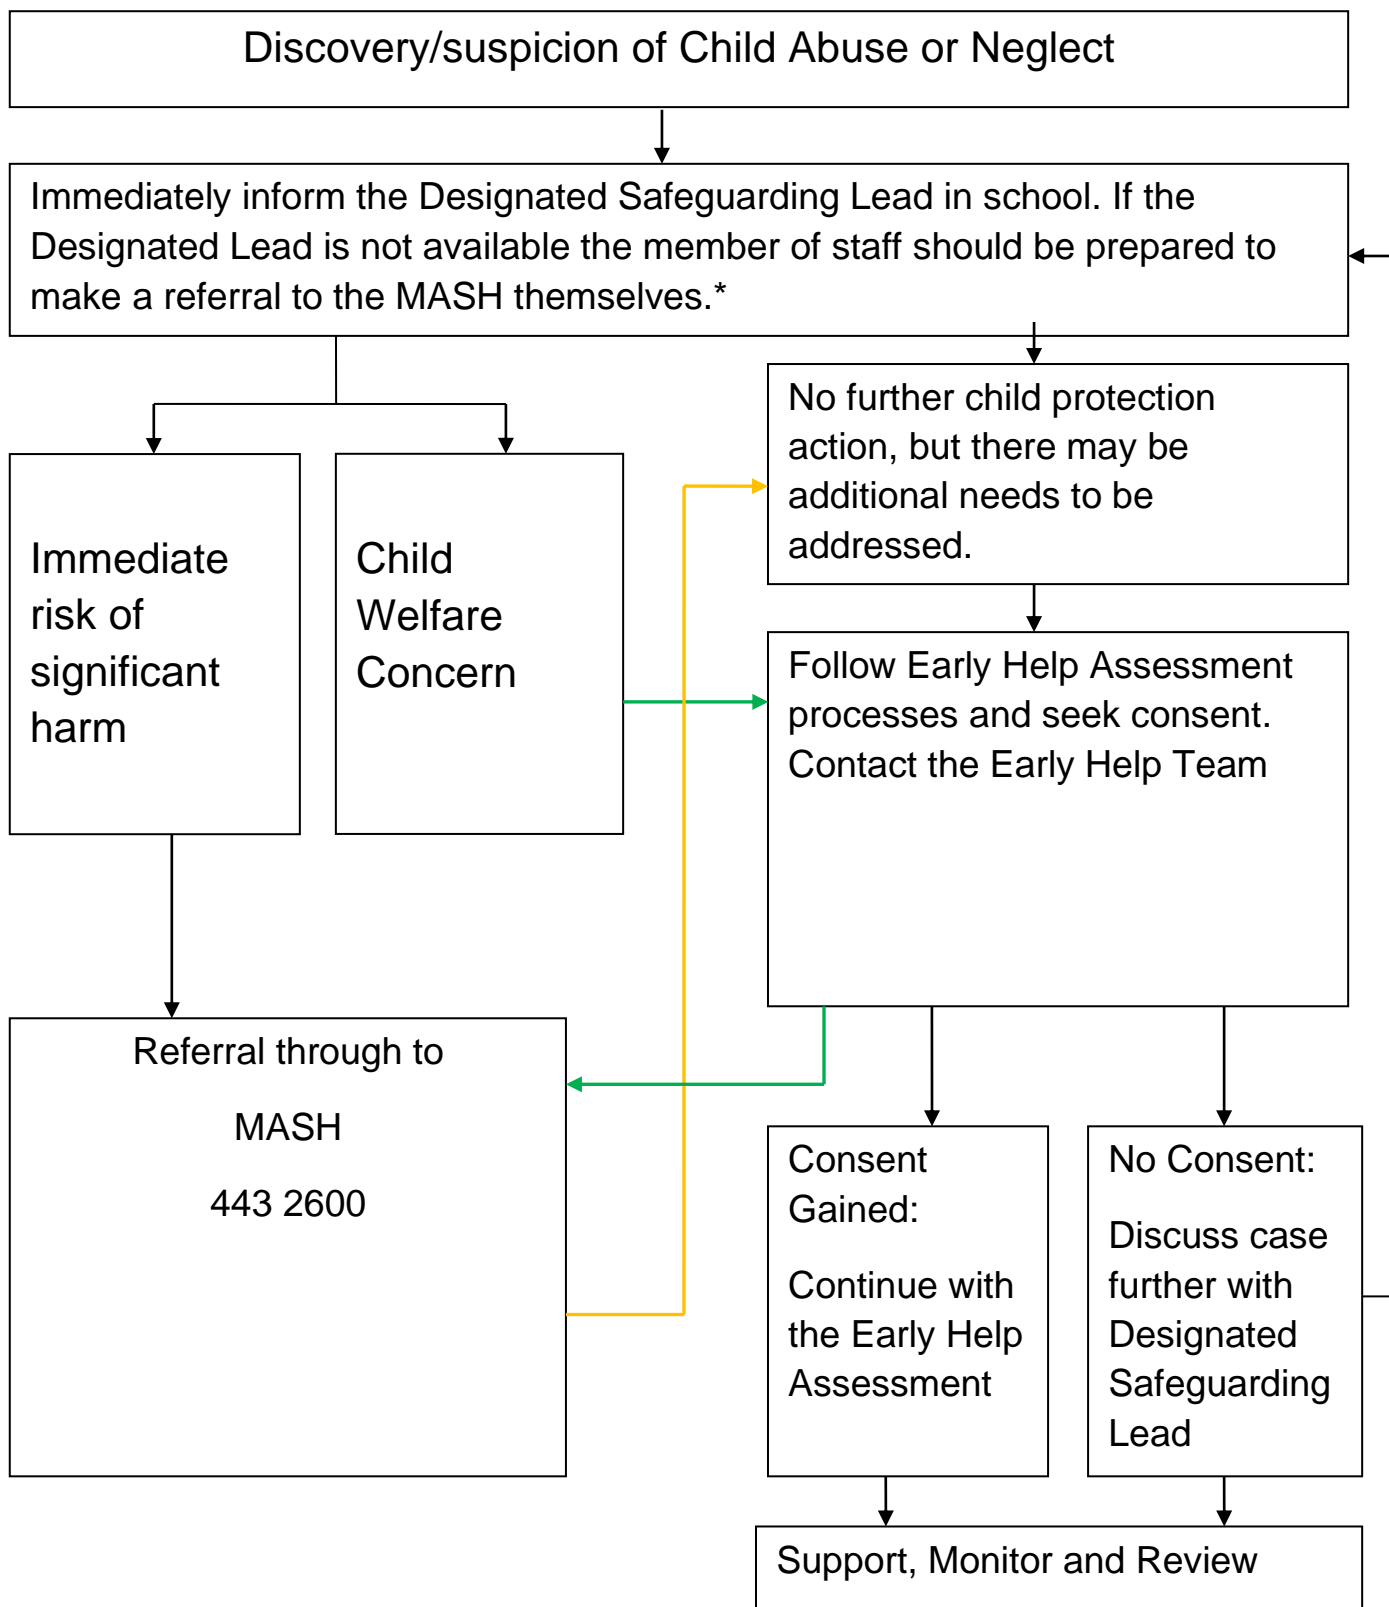 Discovery/suspicion of Child Abuse or Neglect
Immediately inform the Designated Safeguarding Lead in school. If the
Designated Lead is not available the member of staff should be prepared to
make a referral to the MASH themselves.*
No further child protection
action, but there may be
additional needs to be
addressed.
Immediate
risk of
significant
harm
Child
Welfare
Concern
Follow Early Help Assessment
processes and seek consent.
Contact the Early Help Team
Referral through to
MASH
443 2600
Consent
Gained:
Continue with
the Early Help
Assessment
No Consent:
Discuss case
further with
Designated
Safeguarding
Lead
Support, Monitor and Review